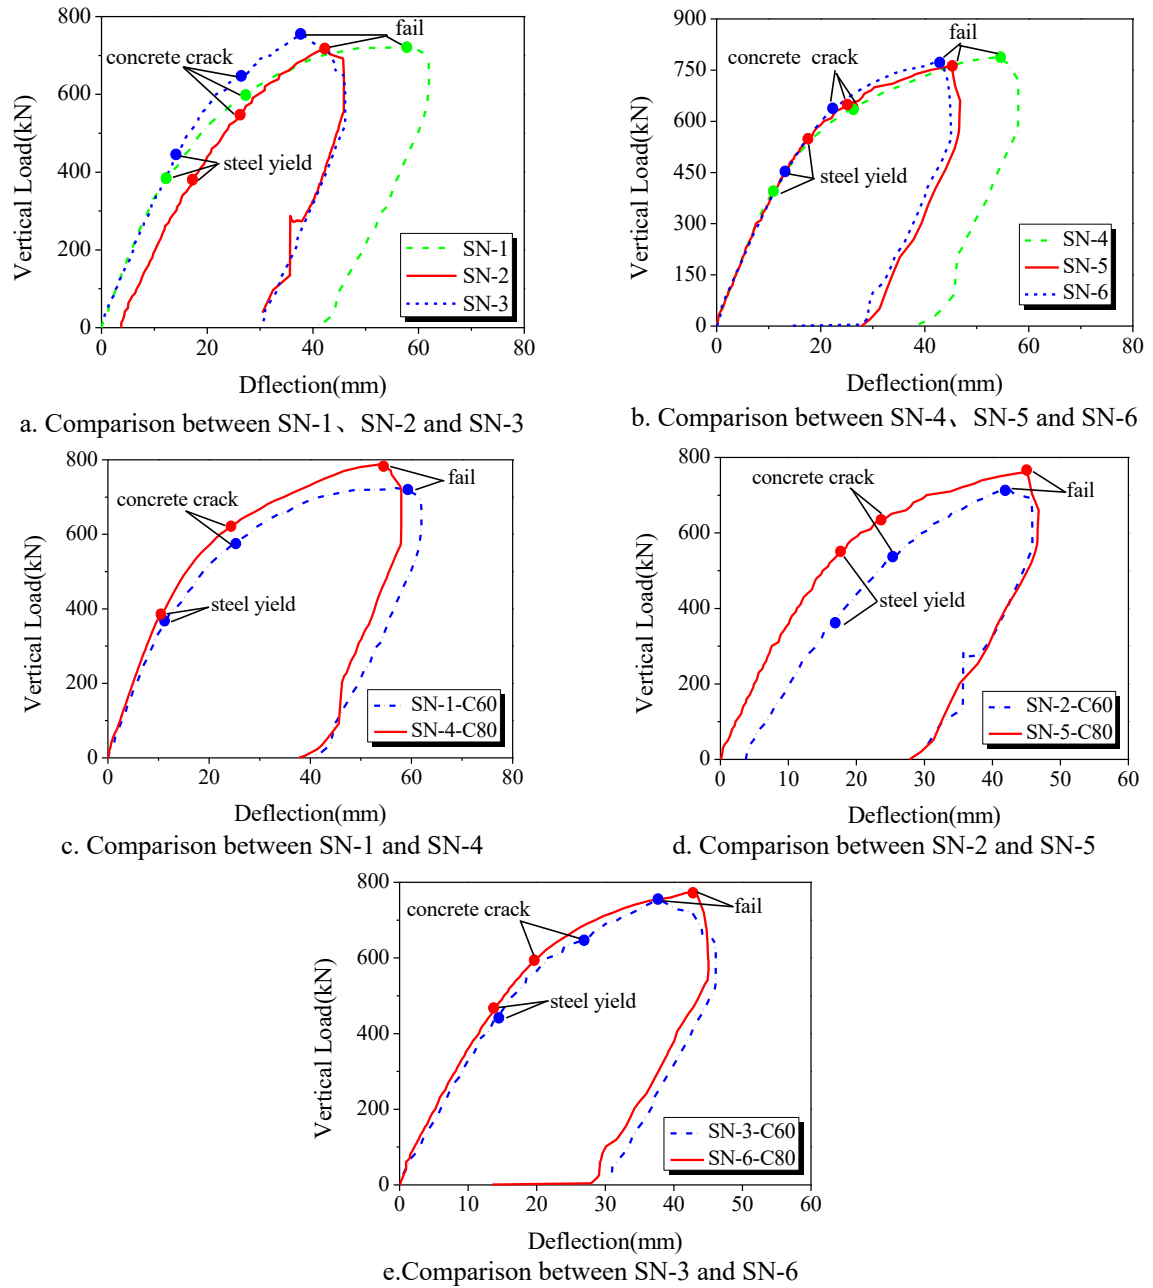 800
600
400
200
0
0
20
40
60
80
Vertical Load(kN)
Dflection(mm)
concrete crack
fail
steel yield
SN-1
SN-2
SN-3
a. Comparison between SN-1、SN-2 and SN-3
900
750
600
450
300
150
0
0
20
40
60
80
Vertical Load(kN)
Deflection(mm)
concrete crack
fail
steel yield
SN-4
SN-5
SN-6
b. Comparison between SN-4、SN-5 and SN-6
800
600
400
200
0
0
20
40
60
80
Vertical Load(kN)
Deflection(mm)
concrete crack
fail
steel yield
SN-1-C60
SN-4-C80
c. Comparison between SN-1 and SN-4
800
600
400
200
0
0
10
20
30
40
50
60
Vertical Load(kN)
Deflection(mm)
concrete crack
fail
steel yield
SN-2-C60
SN-5-C80
d. Comparison between SN-2 and SN-5
800
600
400
200
0
0
10
20
30
40
50
60
Vertical Load(kN)
Deflection(mm)
concrete crack
fail
steel yield
SN-3-C60
SN-6-C80
e.Comparison between SN-3 and SN-6